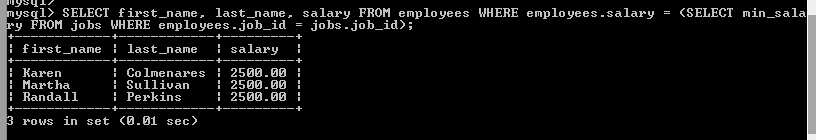 mysql>
mysql> SELECT first_name, last_name, salary FROM employees WHERE employees.salary = (SELECT min_sala
ry FROM jobs WHERE employees.job_id = jobs.job_id);
+------------+------------+---------+
| first_name | last_name  | salary  |
+------------+------------+---------+
| Karen      | Colmenares | 2500.00 |
| Martha     | Sullivan   | 2500.00 |
| Randall    | Perkins    | 2500.00 |
+------------+------------+---------+
3 rows in set (0.01 sec)